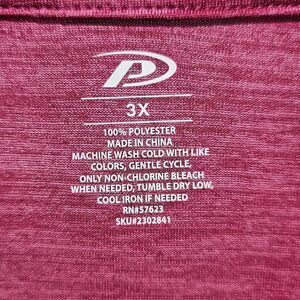 3X
100% POLYESTER
MADE IN CHINA
MACHINE WASH COLD WITH LIKE
COLORS, GENTLE CYCLE,
ONLY NON-CHLORINE BLEACH
WHEN NEEDED, TUMBLE DRY LOW,
COOL IRON IF NEEDED
RN#57623
SKU#2302841